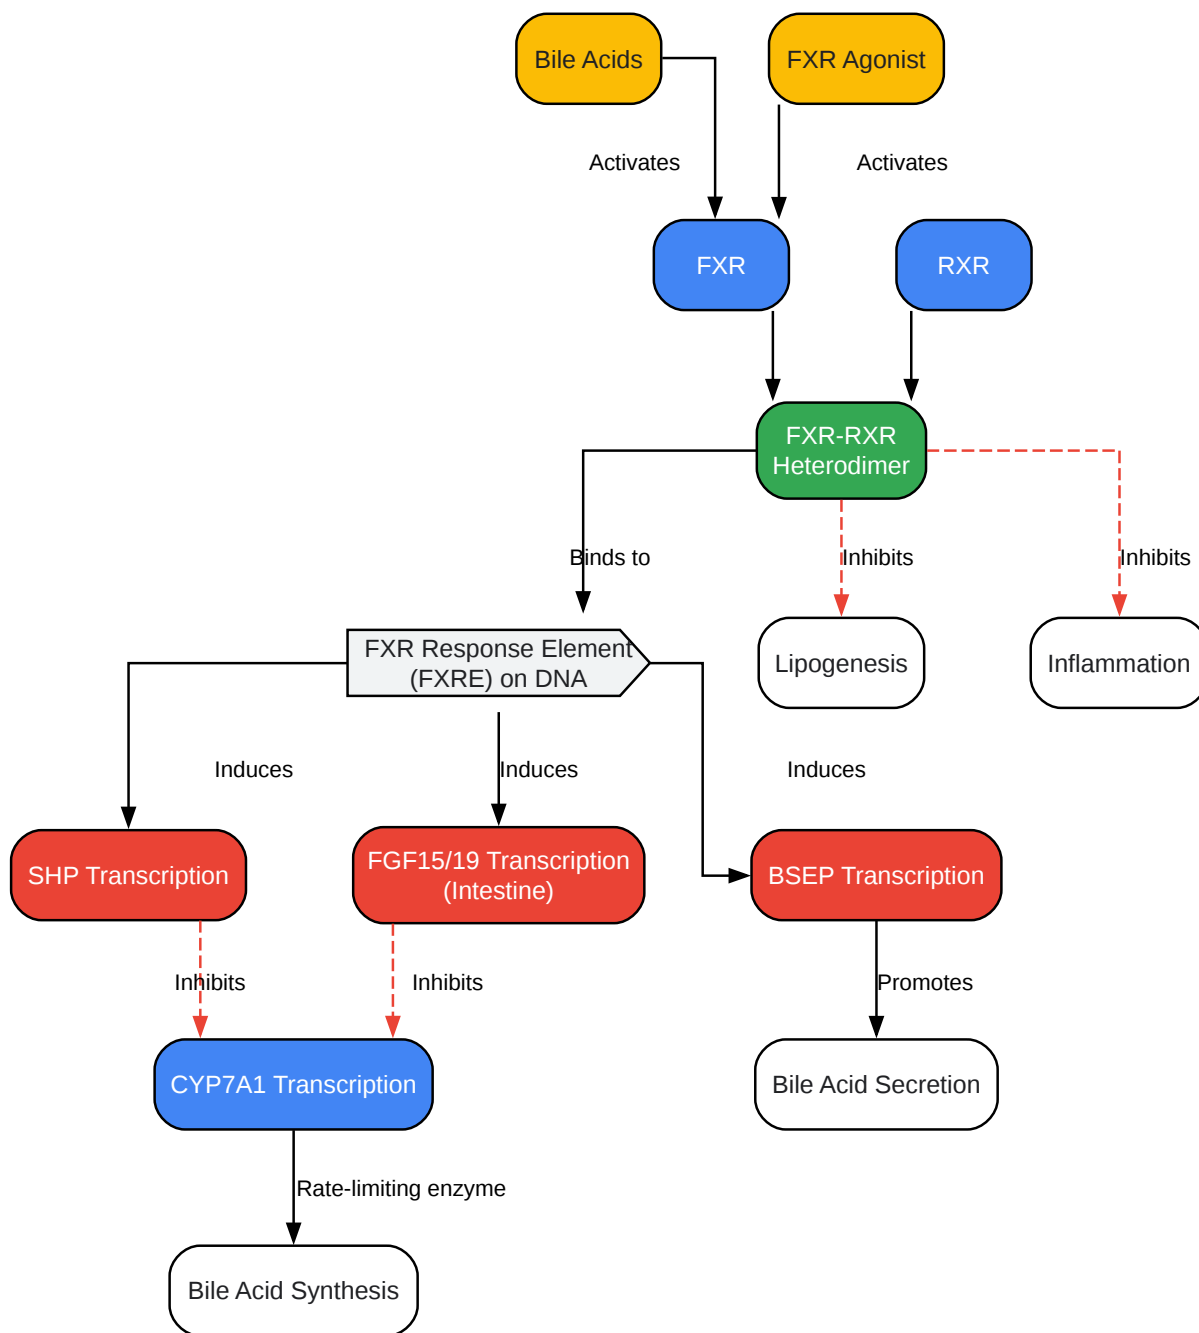 Bile Acids
FXR Agonist
Activates
Activates
FXR
RXR
FXR-RXR
Heterodimer
Binds to
Inhibits
Inhibits
FXR Response Element
(FXRE) on DNA
Lipogenesis
Inflammation
Induces
Induces
Induces
SHP Transcription
FGF15/19 Transcription
(Intestine)
BSEP Transcription
Inhibits
Inhibits
Promotes
CYP7A1 Transcription
Bile Acid Secretion
Rate-limiting enzyme
Bile Acid Synthesis